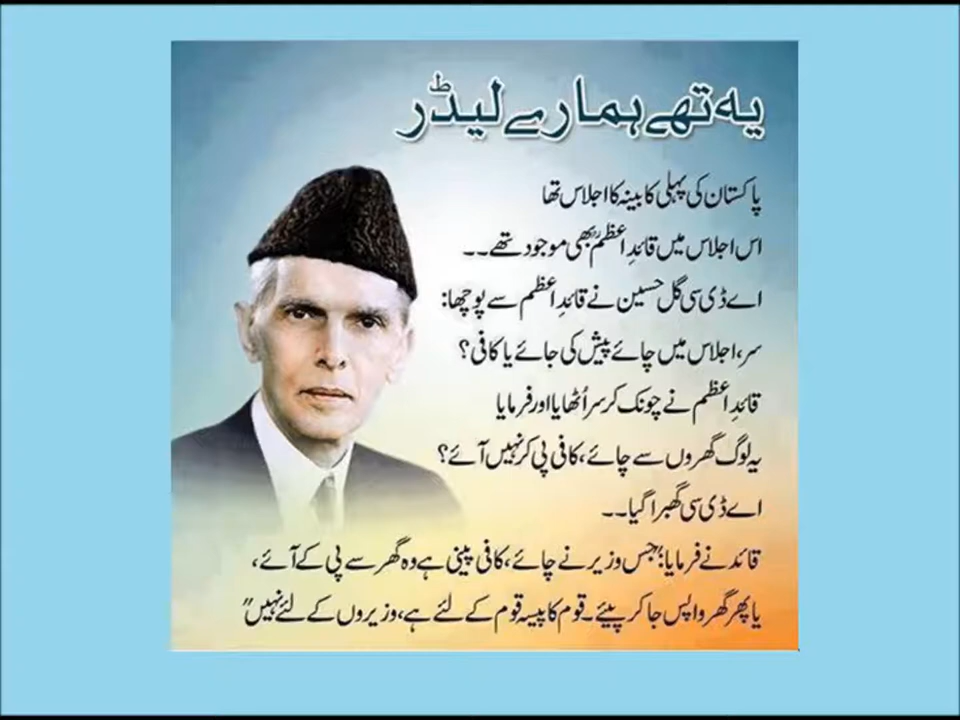 یہ تھے ہمارے لیڈر
پاکستان کی پہلی کابینہ کا اجلاس تھا
اس اجلاس میں قائدِ اعظمؒ بھی موجود تھے۔۔
اے ڈی سی گل حسین نے قائدِ اعظم سے پوچھا:
سر، اجلاس میں چائے پیش کی جائے یا کافی؟
قائدِ اعظم نے چونک کر سر اُٹھایا اور فرمایا
یہ لوگ گھروں سے چائے، کافی پی کر نہیں آئے؟
اے ڈی سی گھبرا گیا۔۔
قائد نے فرمایا؛ "جس وزیر نے چائے، کافی پینی ہے وہ گھر سے پی کے آئے،
یا پھر گھر واپس جا کر پیئے۔ قوم کا پیسہ قوم کے لئے ہے، وزیروں کے لئے نہیں"